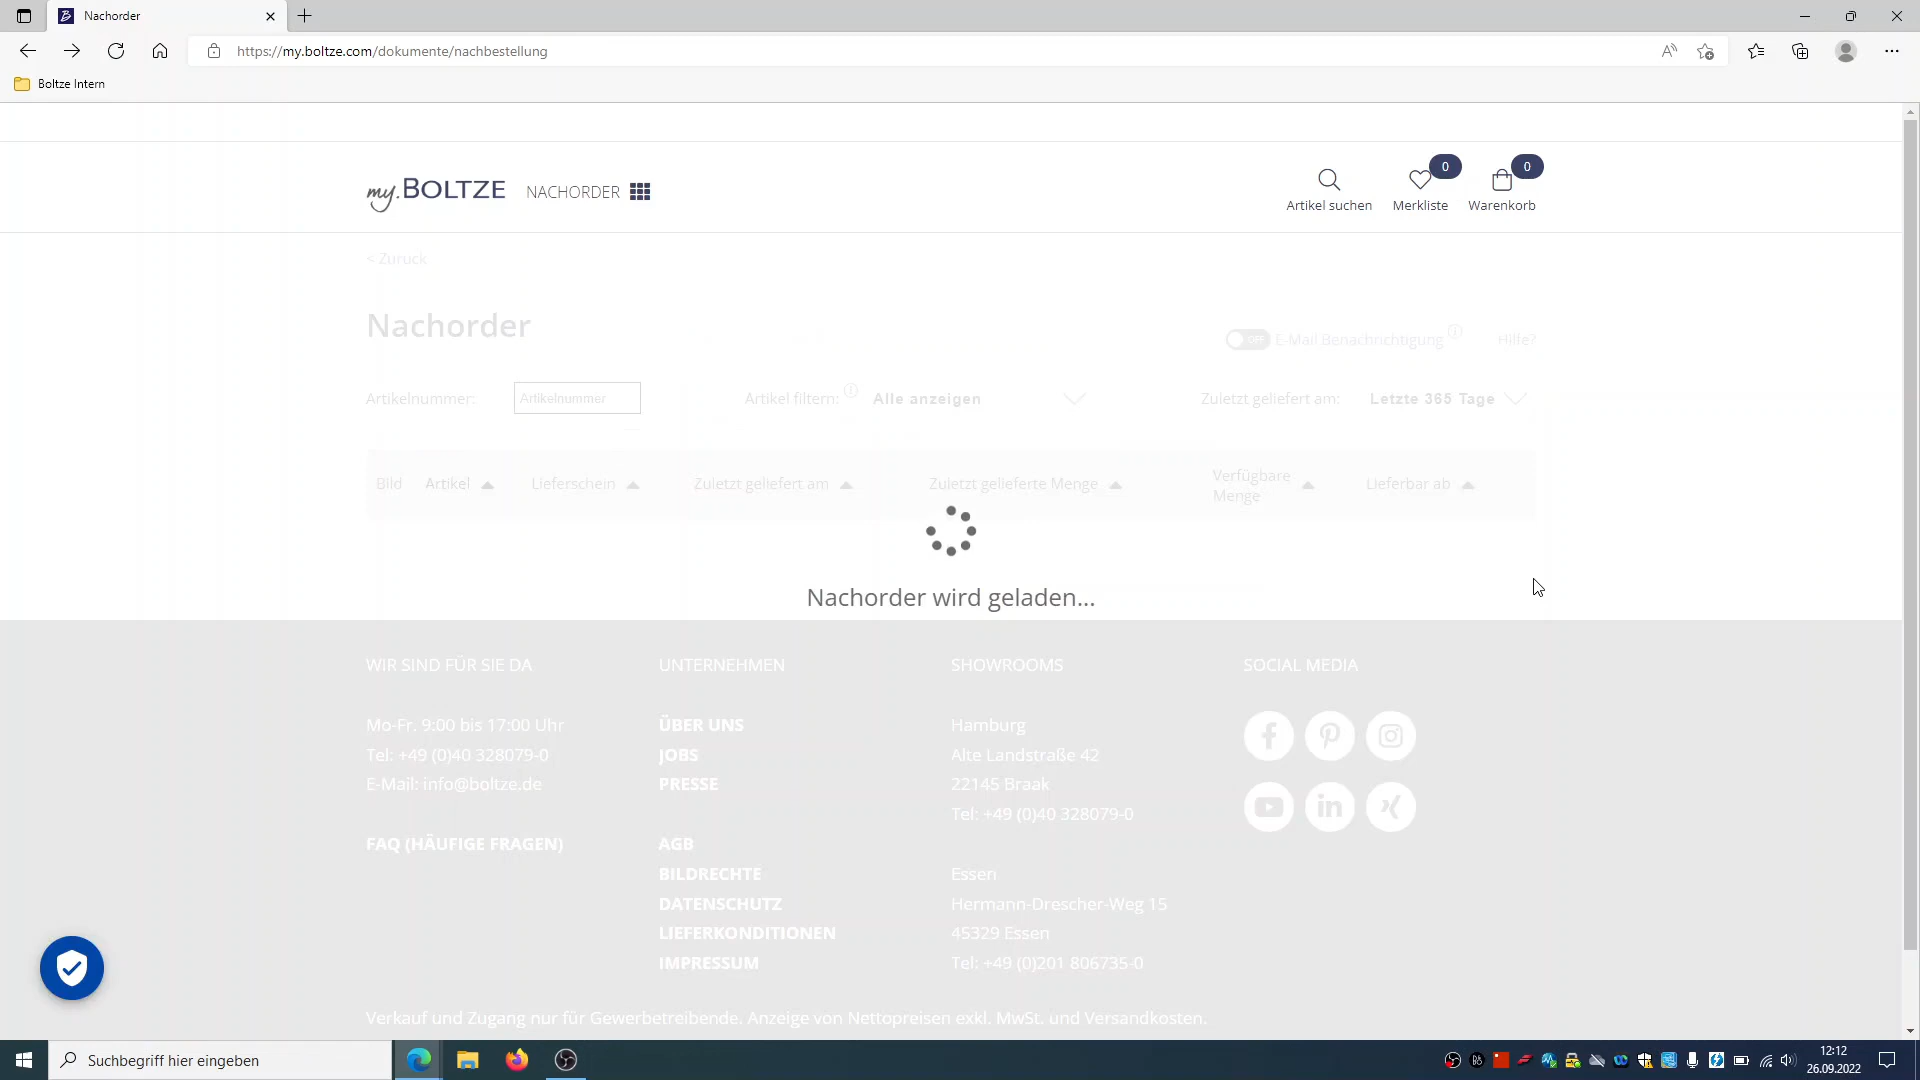 Nachorder
https://my.boltze.com/dokumente/nachbestellung
Boltze Intern
my.BOLTZE NACHORDER
0
0
Artikel suchen
Merkliste
Warenkorb
< Zurück
Nachorder
OFF E-Mail Benachrichtigung
Hilfe?
Artikelnummer: Artikelnummer
Artikel filtern: Alle anzeigen
Zuletzt geliefert am: Letzte 365 Tage
Bild Artikel Lieferschein Zuletzt geliefert am Zuletzt gelieferte Menge Verfügbare Menge Lieferbar ab
Nachorder wird geladen...
WIR SIND FÜR SIE DA
Mo-Fr. 9:00 bis 17:00 Uhr
Tel: +49 (0)40 328079-0
E-Mail: info@boltze.de
FAQ (HÄUFIGE FRAGEN)
UNTERNEHMEN
ÜBER UNS
JOBS
PRESSE
AGB
BILDRECHTE
DATENSCHUTZ
LIEFERKONDITIONEN
IMPRESSUM
SHOWROOMS
Hamburg
Alte Landstraße 42
22145 Braak
Tel: +49 (0)40 328079-0
Essen
Hermann-Drescher-Weg 15
45329 Essen
Tel: +49 (0)201 806735-0
SOCIAL MEDIA
Verkauf und Zugang nur für Gewerbetreibende. Anzeige von Nettopreisen exkl. MwSt. und Versandkosten.
Suchbegriff hier eingeben
12:12
26.09.2022